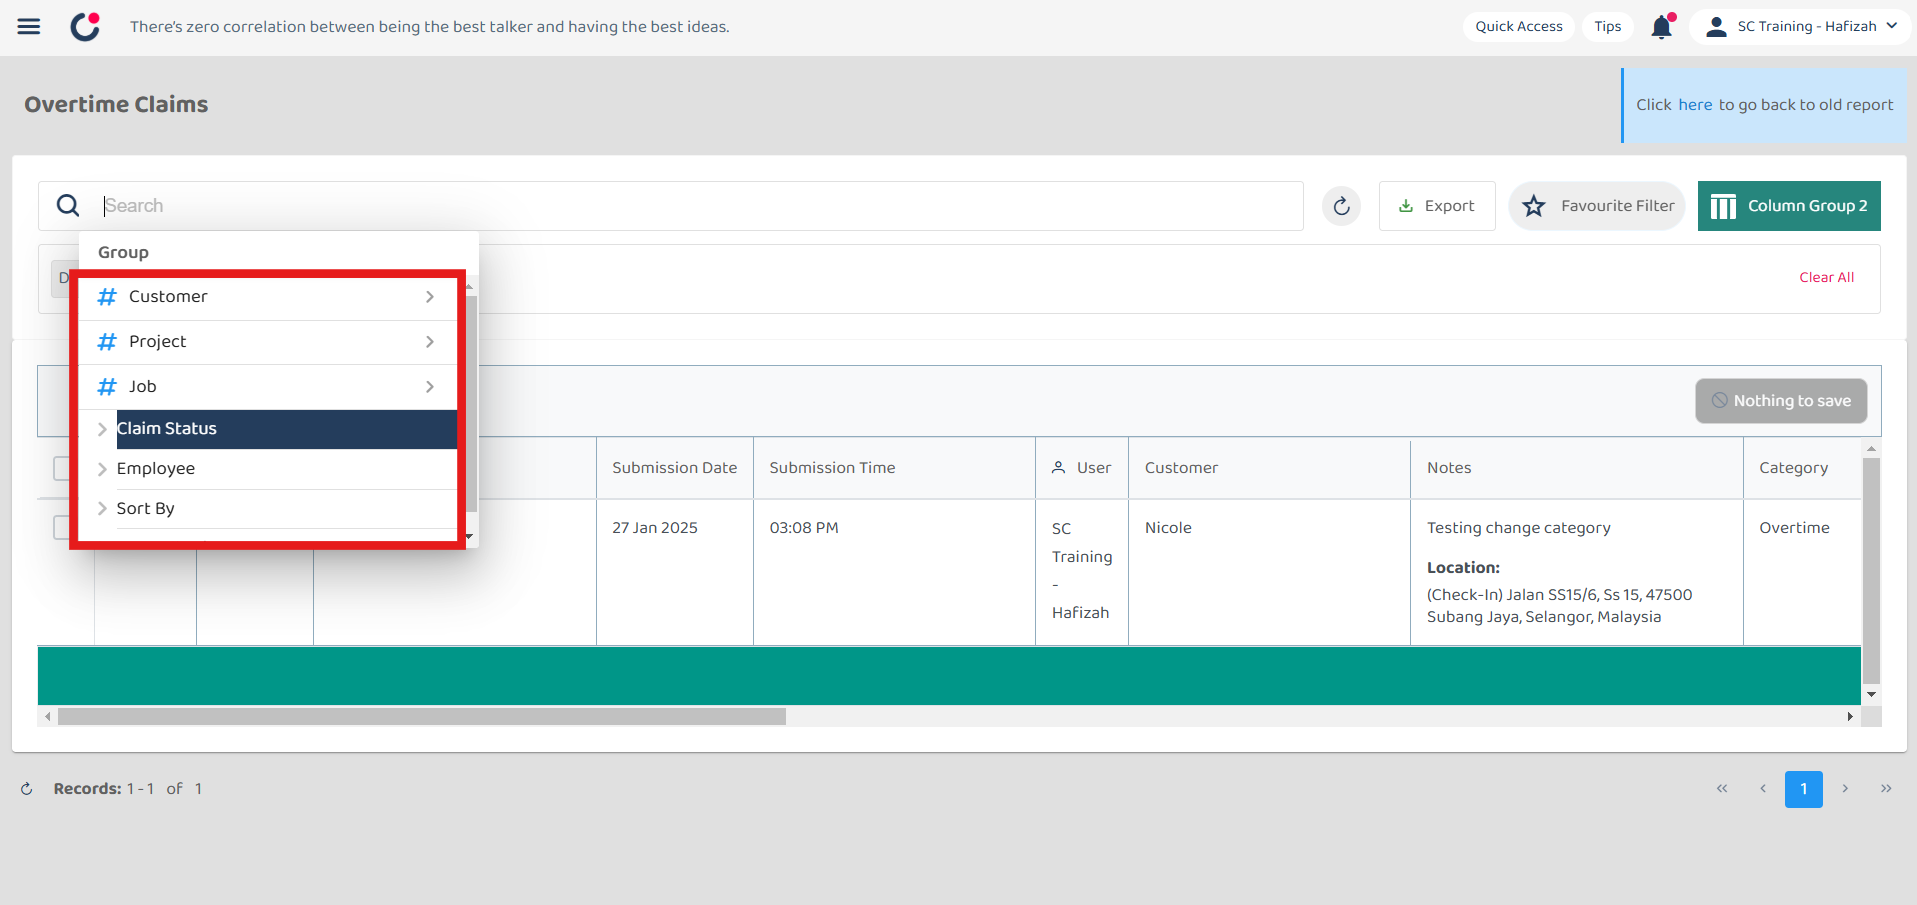 There's zero correlation between being the best talker and having the best ideas.
Quick Access
Tips
SC Training - Hafizah
Overtime Claims
Click here to go back to old report
Search
Export
Favourite Filter
Column Group 2
Group
D
Clear All
# Customer
# Project
# Job
Claim Status
Employee
Sort By
Nothing to save
Submission Date
Submission Time
User
Customer
Notes
Category
27 Jan 2025
03:08 PM
SC
Training
-
Hafizah
Nicole
Testing change category
Location:
(Check-In) Jalan SS15/6, Ss 15, 47500
Subang Jaya, Selangor, Malaysia
Overtime
Records: 1 - 1 of 1
« ‹ 1 › »